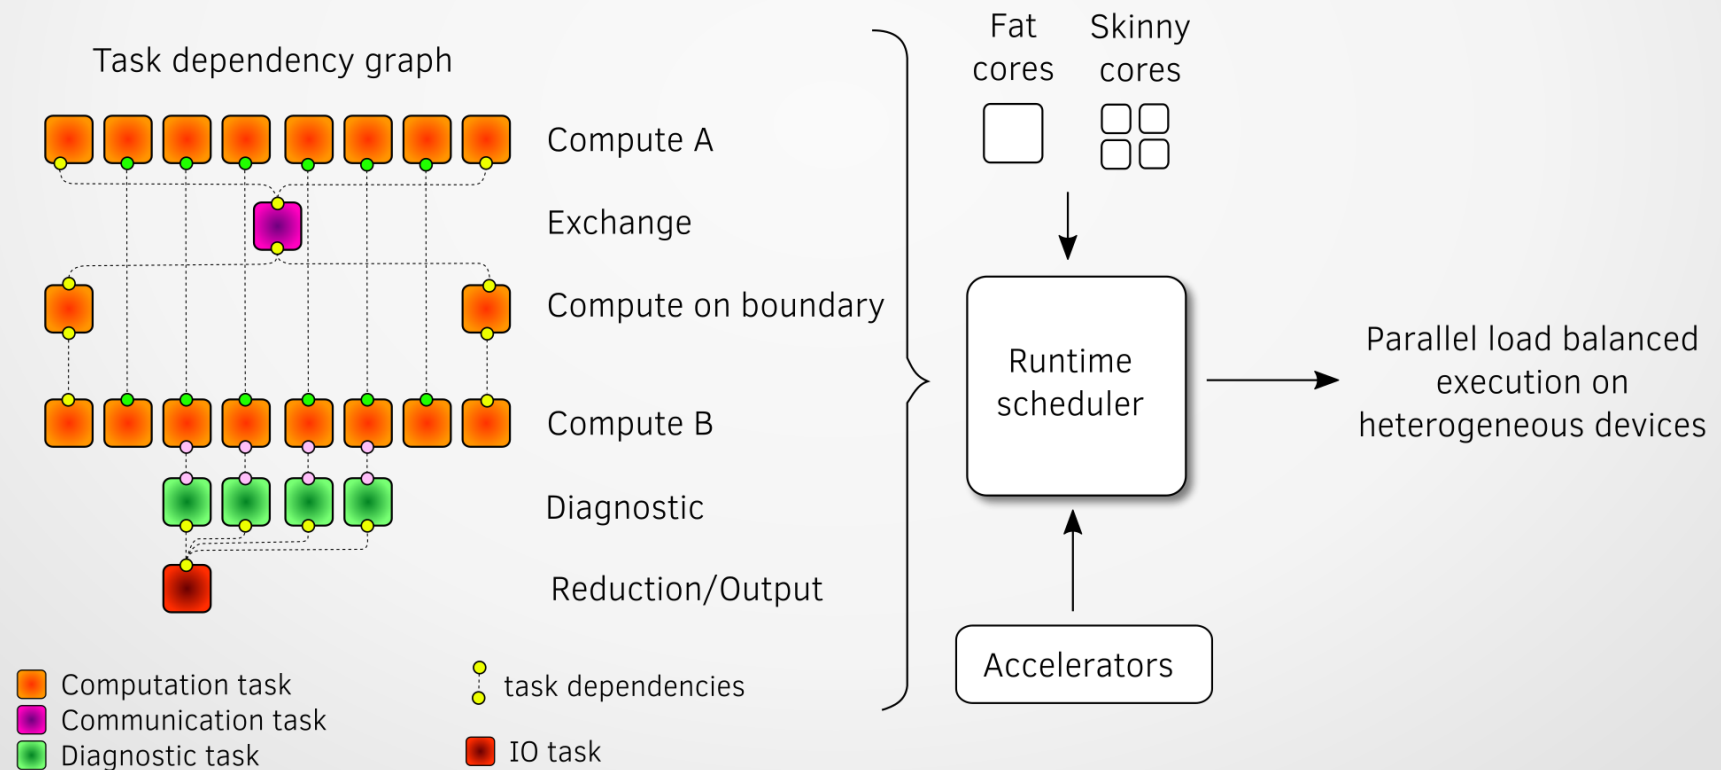 Task dependency graph
Compute A
Exchange
Compute on boundary
Compute B
Diagnostic
Reduction/Output
Computation task
Communication task
Diagnostic task
task dependencies
IO task
Fat
cores
Skinny
cores
Runtime
scheduler
Accelerators
Parallel load balanced
execution on
heterogeneous devices